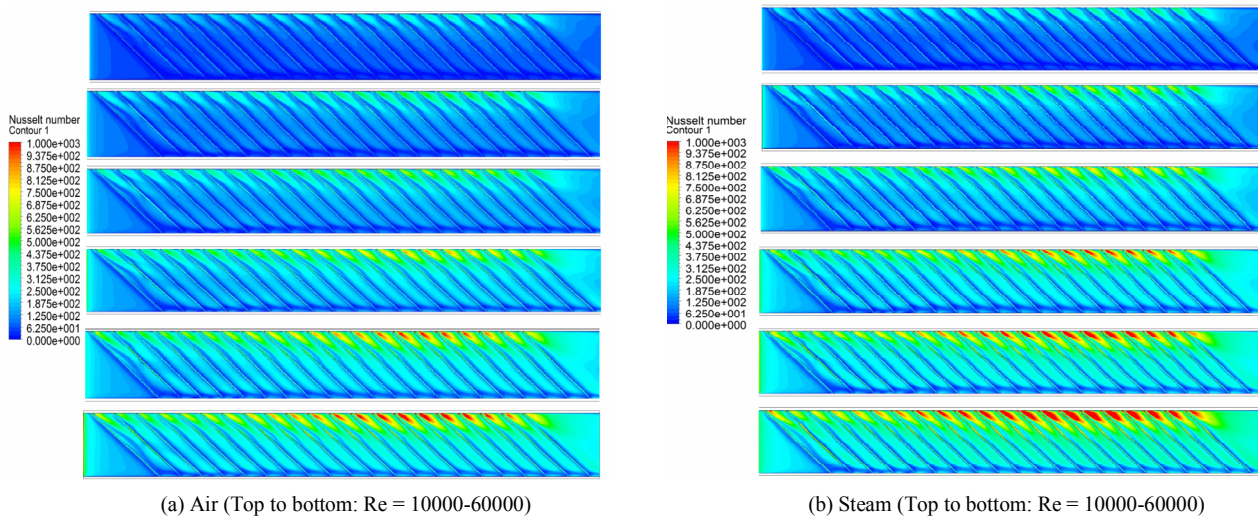 Nusselt number
Contour 1
1.000e+003
9.375e+002
8.750e+002
8.125e+002
7.500e+002
6.875e+002
6.250e+002
5.625e+002
5.000e+002
4.375e+002
3.750e+002
3.125e+002
2.500e+002
1.875e+002
1.250e+002
6.250e+001
0.000e+000
(a) Air (Top to bottom: Re = 10000-60000)
Nusselt number
Contour 1
1.000e+003
9.375e+002
8.750e+002
8.125e+002
7.500e+002
6.875e+002
6.250e+002
5.625e+002
5.000e+002
4.375e+002
3.750e+002
3.125e+002
2.500e+002
1.875e+002
1.250e+002
6.250e+001
0.000e+000
(b) Steam (Top to bottom: Re = 10000-60000)